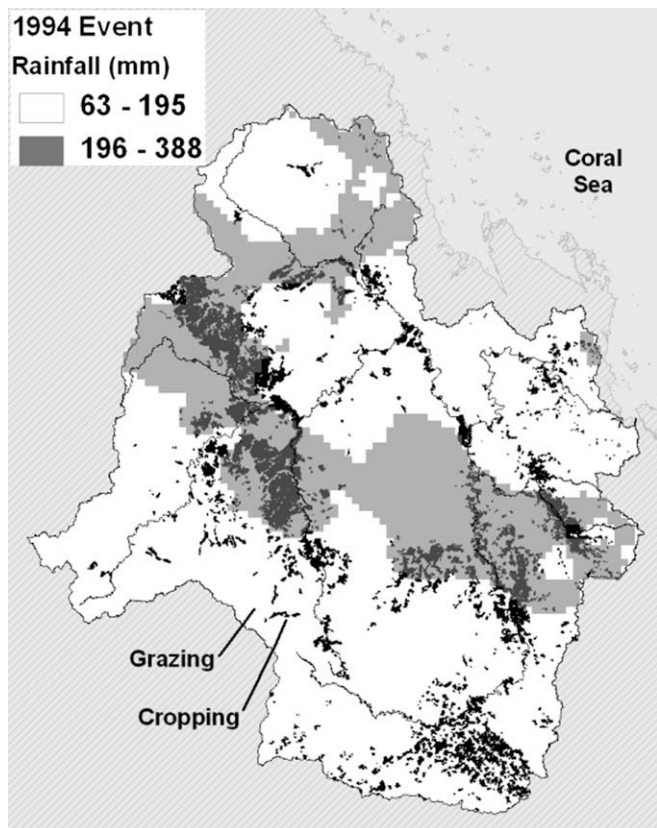 1994 Event
Rainfall (mm)
63 - 195
196 - 388
Coral
Sea
Grazing
Cropping